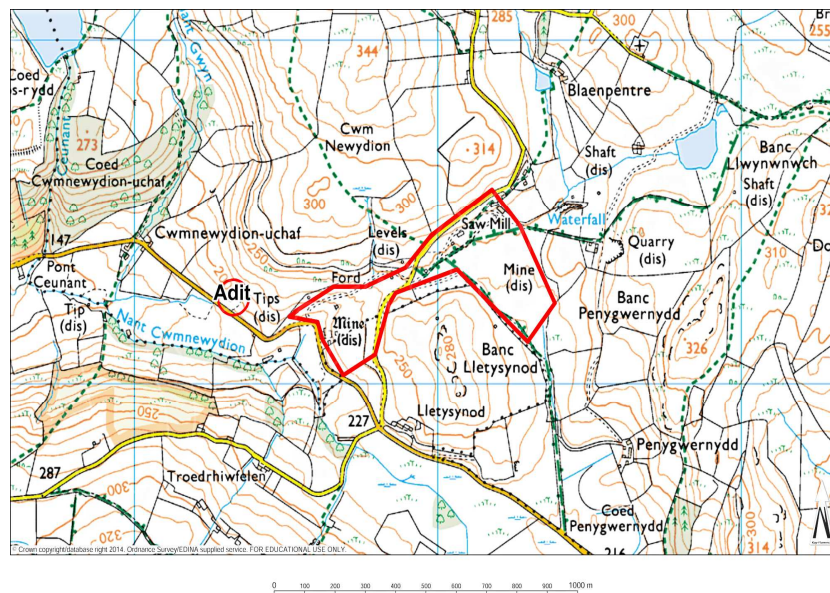 285
300
255
344
Nant Gwyn
Coed
s-rydd
Blaenpentre
Ceunant
273
Coed
Cwmnewydion-uchaf
Cwm
Newydion
314
Shaft
(dis)
Banc
Llwynwnwch
Shaft
(dis)
300
300
147
Cwmnewydion-uchaf
Levels
(dis)
Saw Mill
Waterfall
Quarry
(dis)
310
Pont
Ceunant
250
Ford
Mine
(dis)
Adit
Tips
(dis)
Tip
(dis)
Nant Cwmnewydion
Mine
(dis)
Banc
Penygwernydd
326
280
250
Banc
Lletysynod
250
Lletysynod
227
Penygwernydd
287
Troedrhiwfelen
300
320
Coed
Penygwernydd
216
300
314
N
© Crown copyright/database right 2014. Ordnance Survey/EDINA supplied service. FOR EDUCATIONAL USE ONLY.
0 100 200 300 400 500 600 700 800 900 1000 m